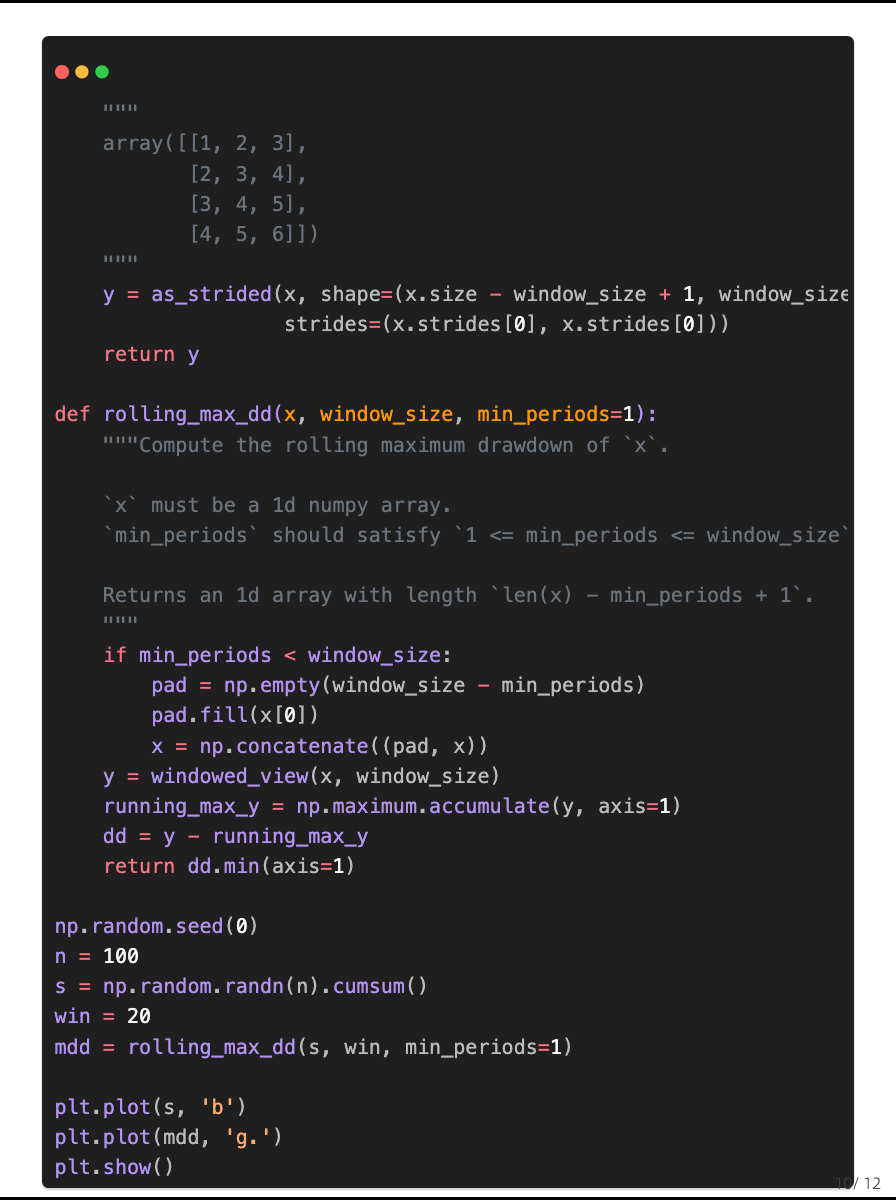 """
    array([[1, 2, 3],
           [2, 3, 4],
           [3, 4, 5],
           [4, 5, 6]])
    """
    y = as_strided(x, shape=(x.size - window_size + 1, window_size
                   strides=(x.strides[0], x.strides[0]))
    return y

def rolling_max_dd(x, window_size, min_periods=1):
    """Compute the rolling maximum drawdown of `x`.

    `x` must be a 1d numpy array.
    `min_periods` should satisfy `1 <= min_periods <= window_size`

    Returns an 1d array with length `len(x) - min_periods + 1`.
    """
    if min_periods < window_size:
        pad = np.empty(window_size - min_periods)
        pad.fill(x[0])
        x = np.concatenate((pad, x))
    y = windowed_view(x, window_size)
    running_max_y = np.maximum.accumulate(y, axis=1)
    dd = y - running_max_y
    return dd.min(axis=1)

np.random.seed(0)
n = 100
s = np.random.randn(n).cumsum()
win = 20
mdd = rolling_max_dd(s, win, min_periods=1)

plt.plot(s, 'b')
plt.plot(mdd, 'g.')
plt.show()
10/ 12